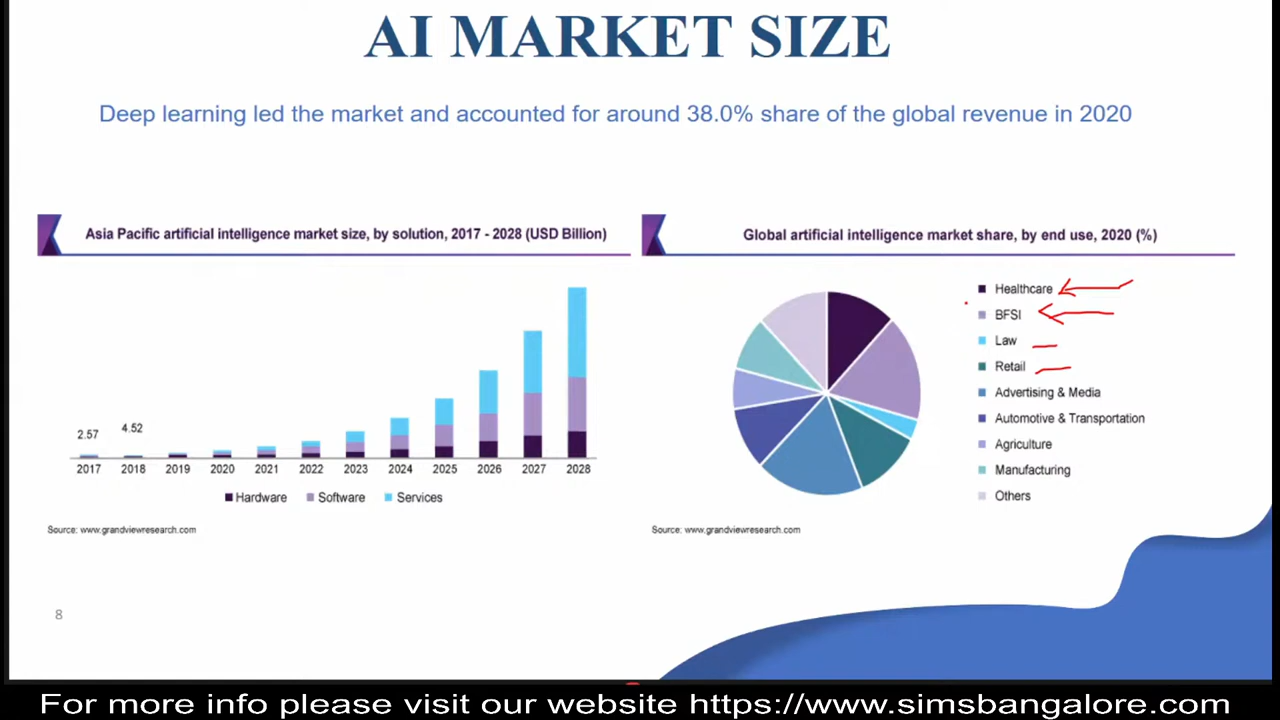 AI MARKET SIZE
Deep learning led the market and accounted for around 38.0% share of the global revenue in 2020
Asia Pacific artificial intelligence market size, by solution, 2017 - 2028 (USD Billion)
2.57
4.52
2017 2018 2019 2020 2021 2022 2023 2024 2025 2026 2027 2028
Hardware Software Services
Source: www.grandviewresearch.com
Global artificial intelligence market share, by end use, 2020 (%)
Healthcare
BFSI
Law
Retail
Advertising & Media
Automotive & Transportation
Agriculture
Manufacturing
Others
Source: www.grandviewresearch.com
8
For more info please visit our website https://www.simsbangalore.com